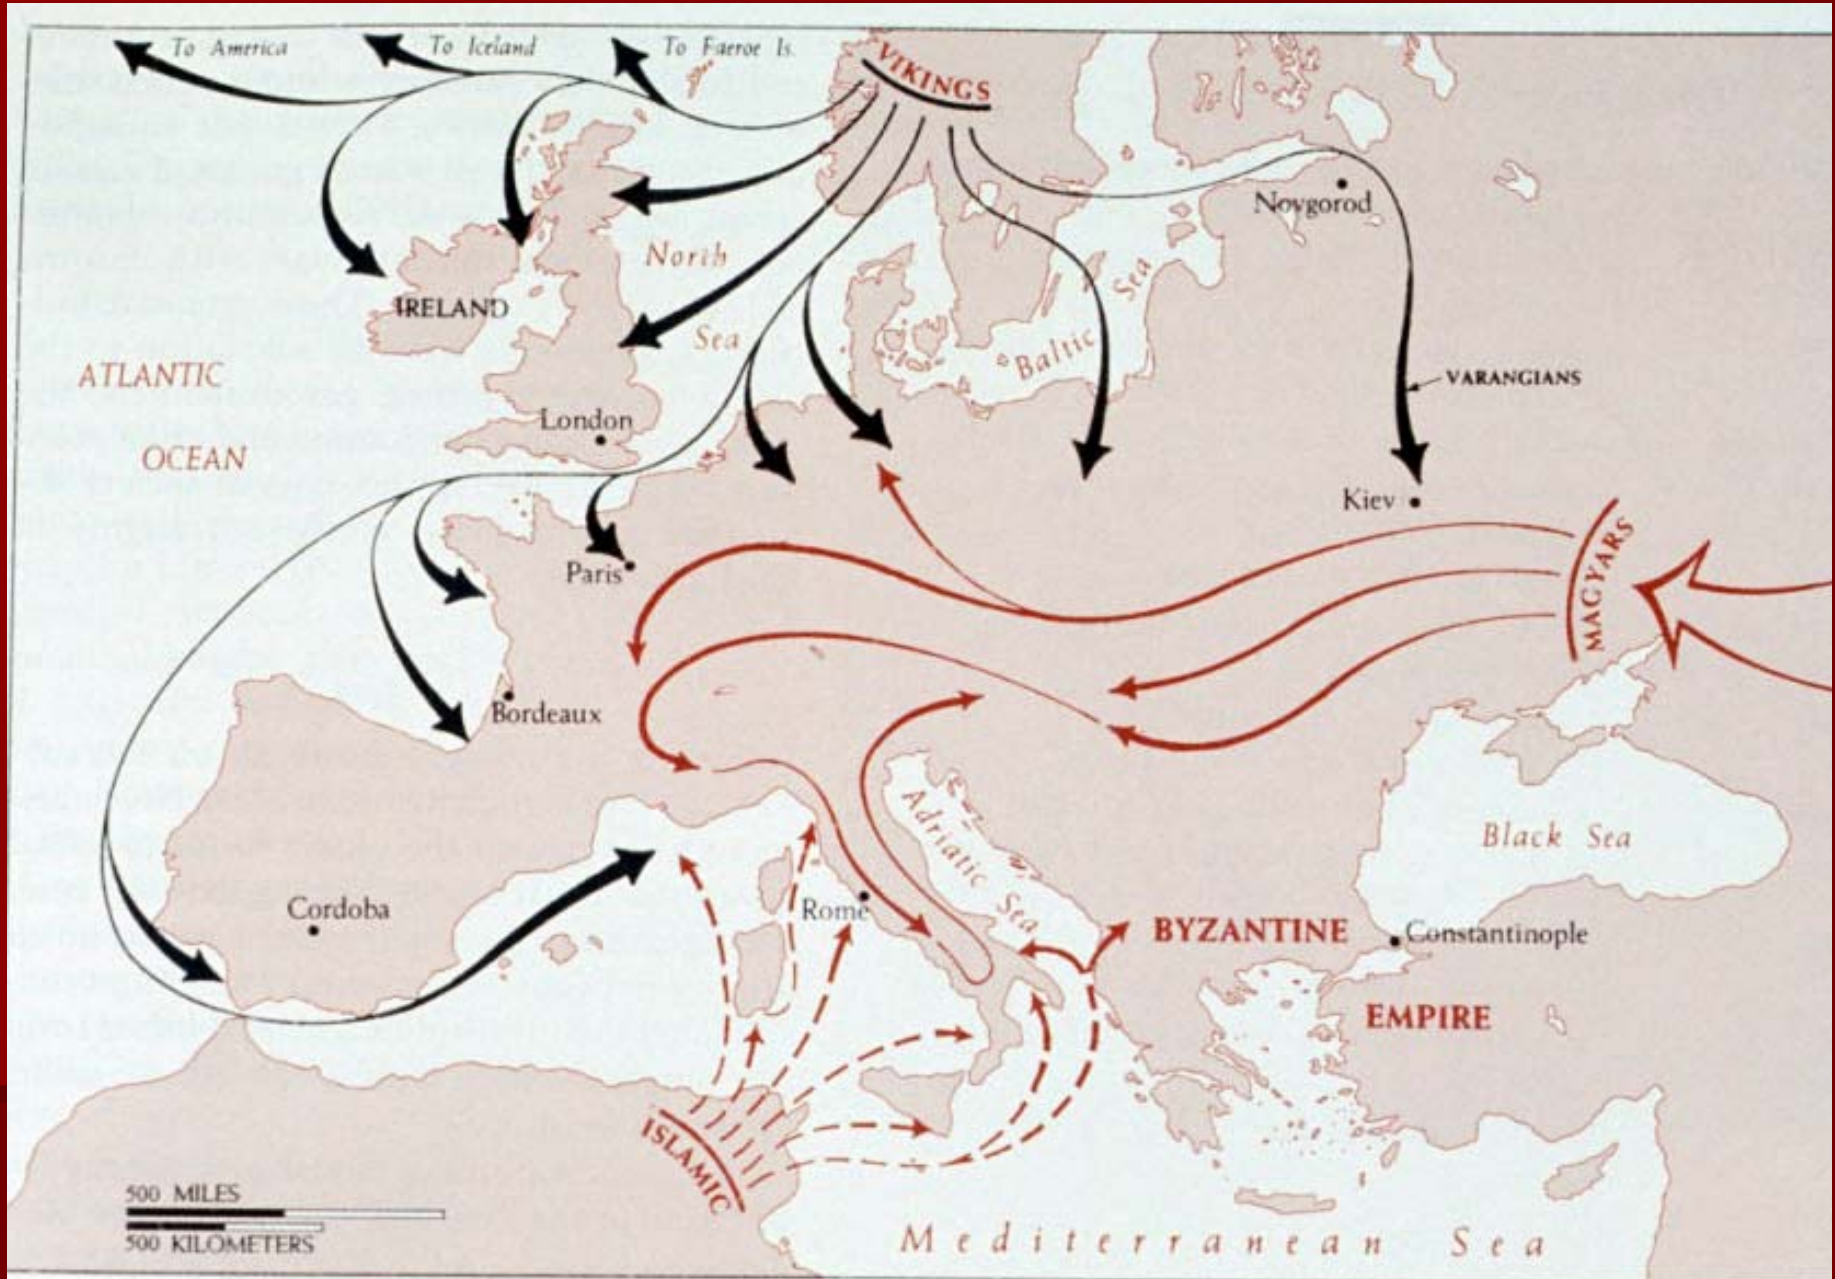 To America
To Iceland
To Faeroe Is.
VIKINGS
Novgorod
North
Sea
IRELAND
Baltic
Sea
VARANGIANS
ATLANTIC
OCEAN
London
Kiev
MAGYARS
Paris
Bordeaux
Adriatic Sea
Black Sea
Cordoba
Rome
BYZANTINE
Constantinople
EMPIRE
ISLAMIC
500 MILES
500 KILOMETERS
Mediterranean Sea